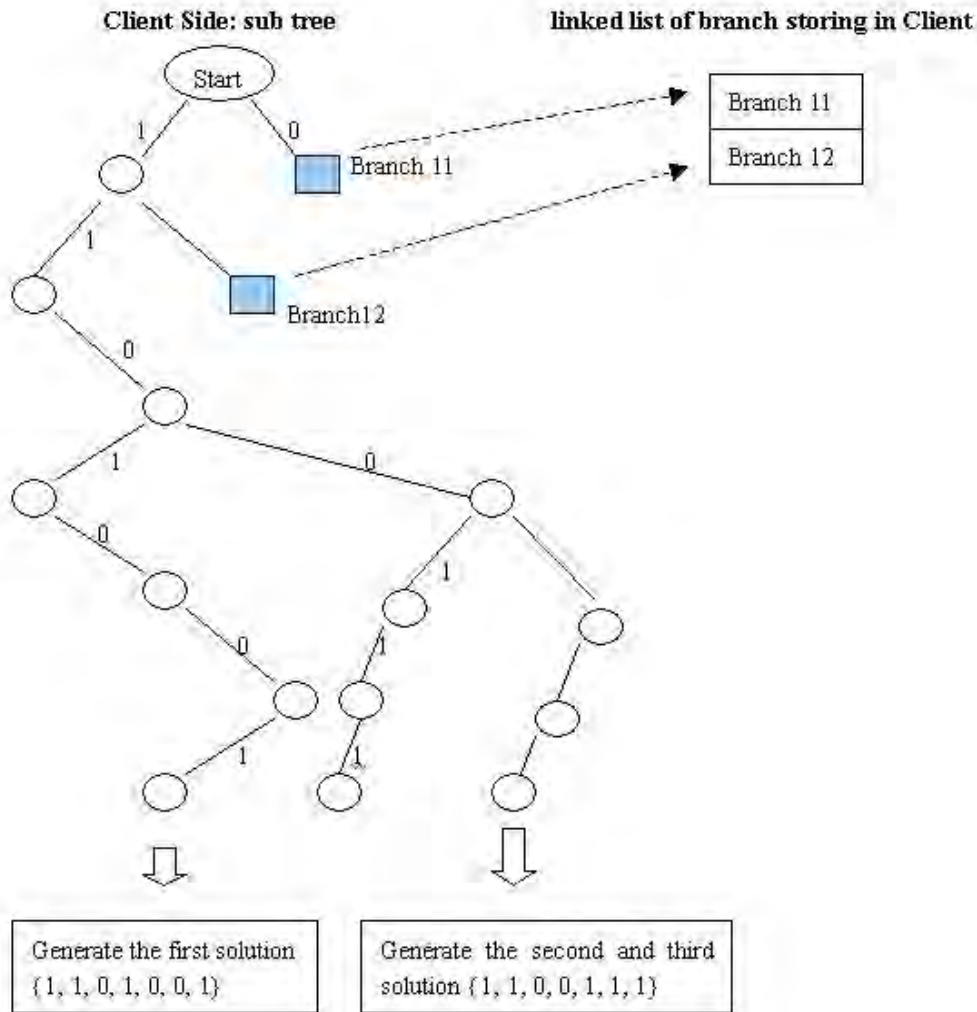 Client Side: sub tree
linked list of branch storing in Client
Start
1
0
Branch 11
Branch 11
Branch 12
1
Branch12
0
1
0
0
1
0
1
1
1
Generate the first solution
{1, 1, 0, 1, 0, 0, 1}
Generate the second and third
solution {1, 1, 0, 0, 1, 1, 1}